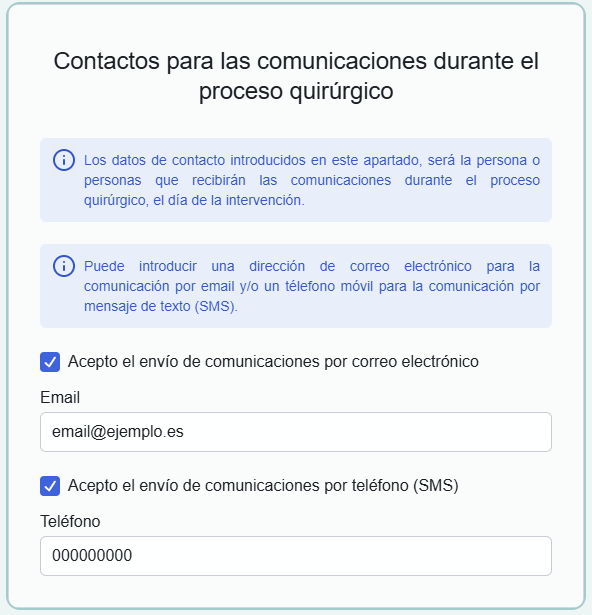 Contactos para las comunicaciones durante el
proceso quirúrgico
Los datos de contacto introducidos en este apartado, será la persona o
personas que recibirán las comunicaciones durante el proceso
quirúrgico, el día de la intervención.
Puede introducir una dirección de correo electrónico para la
comunicación por email y/o un télefono móvil para la comunicación por
mensaje de texto (SMS).
Acepto el envío de comunicaciones por correo electrónico
Email
email@ejemplo.es
Acepto el envío de comunicaciones por teléfono (SMS)
Teléfono
000000000